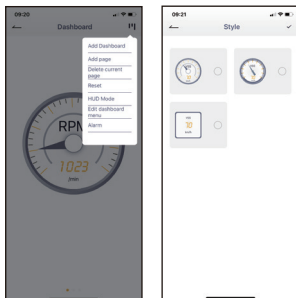 09:20
Dashboard
Add Dashboard
Add page
Delete current
page
Reset
HUD Mode
Edit dashboard
menu
Alarm
RPM
1023
/min
09:21
Style